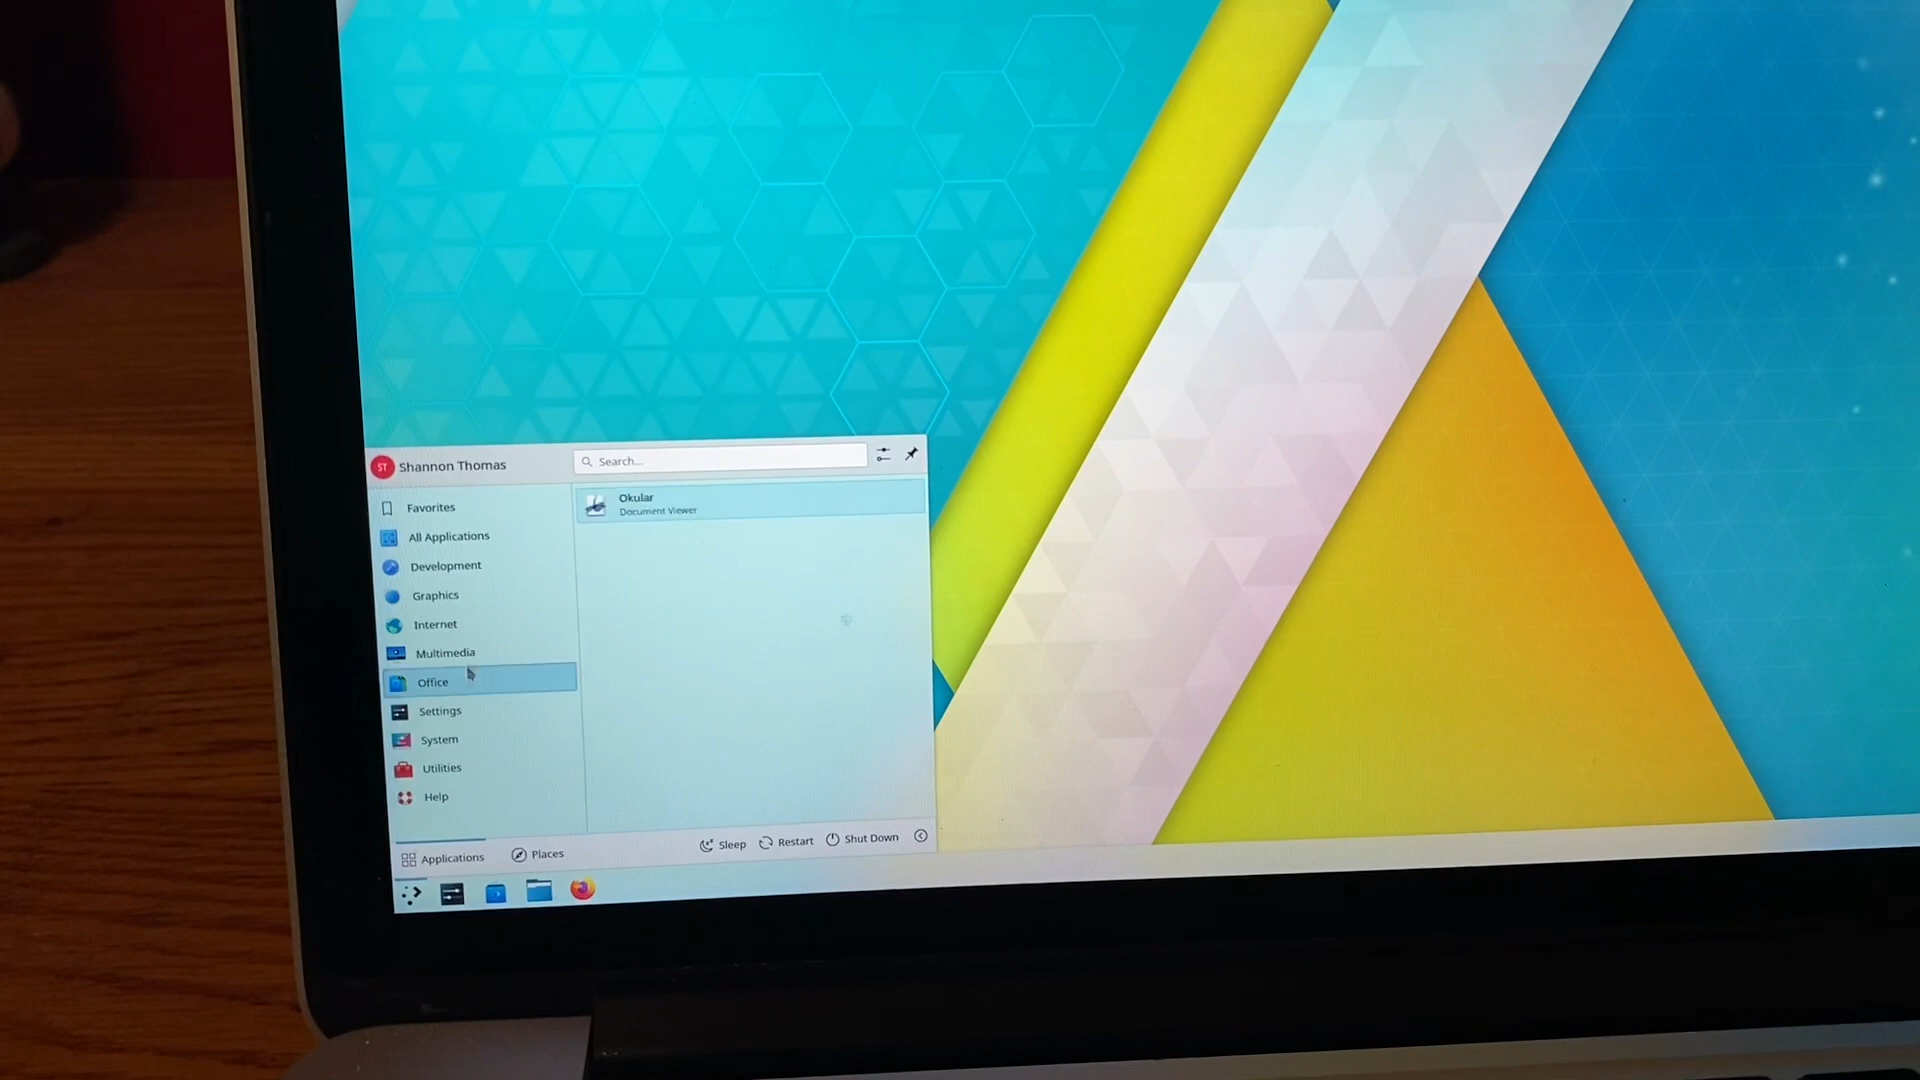 ST Shannon Thomas
Search...
Favorites
All Applications
Development
Graphics
Internet
Multimedia
Office
Settings
System
Utilities
Help
Okular
Document Viewer
Applications
Places
Sleep
Restart
Shut Down